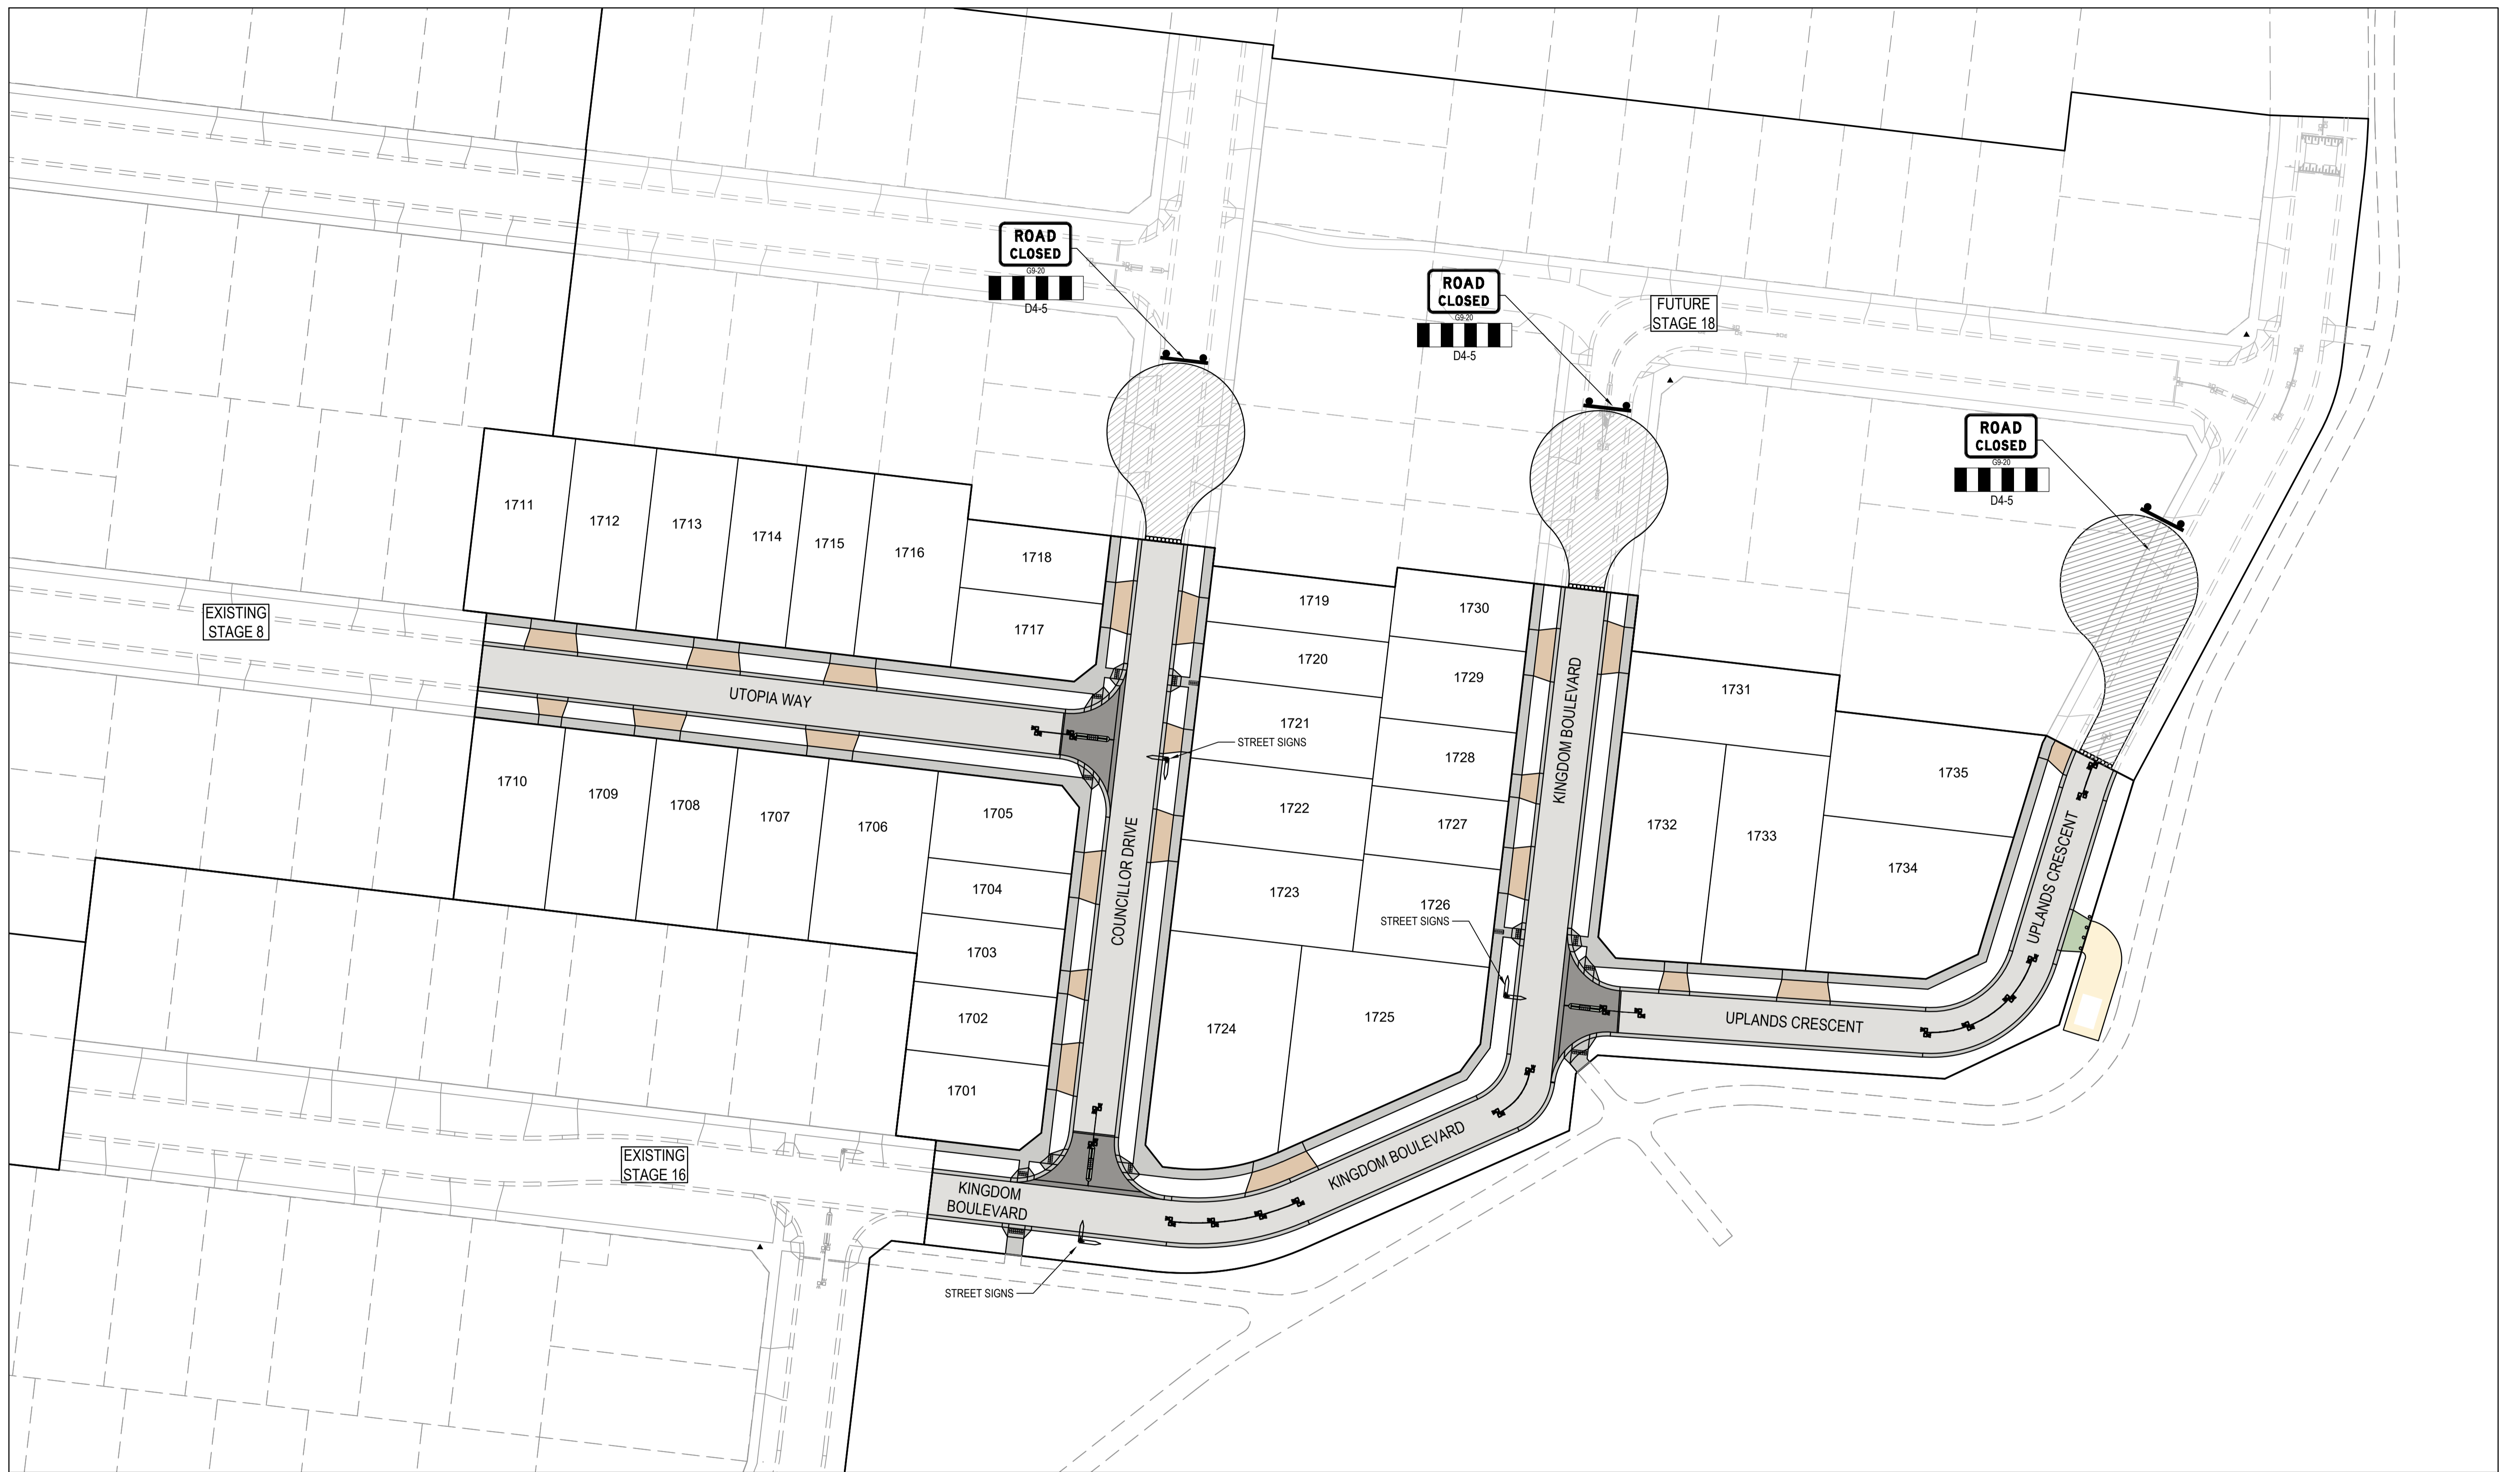 ROAD
CLOSED
G9-20
D4-5
ROAD
CLOSED
G9-20
D4-5
FUTURE
STAGE 18
ROAD
CLOSED
G9-20
D4-5
1711
1712
1713
1714
1715
1716
1718
1717
1719
1720
1721
1722
1723
1724
1725
1730
1729
1728
1727
1726
1731
1732
1733
1734
1735
EXISTING
STAGE 8
UTOPIA WAY
STREET SIGNS
KINGDOM BOULEVARD
COUNCILLOR DRIVE
STREET SIGNS
UPLANDS CRESCENT
UPLANDS CRESCENT
1710
1709
1708
1707
1706
1705
1704
1703
1702
1701
EXISTING
STAGE 16
KINGDOM
BOULEVARD
KINGDOM BOULEVARD
STREET SIGNS